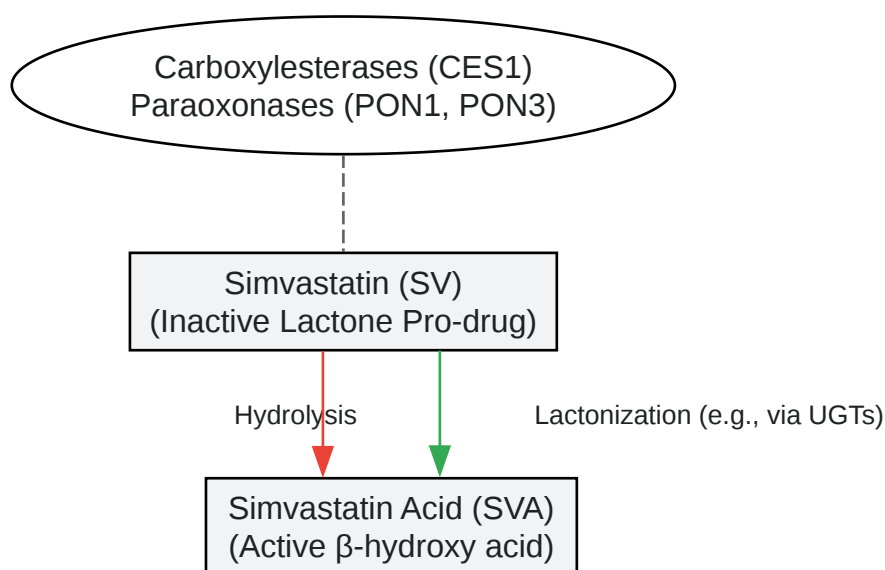 Carboxylesterases (CES1)
Paraoxonases (PON1, PON3)
Simvastatin (SV)
(Inactive Lactone Pro-drug)
Hydrolysis
Lactonization (e.g., via UGTs)
Simvastatin Acid (SVA)
(Active β-hydroxy acid)